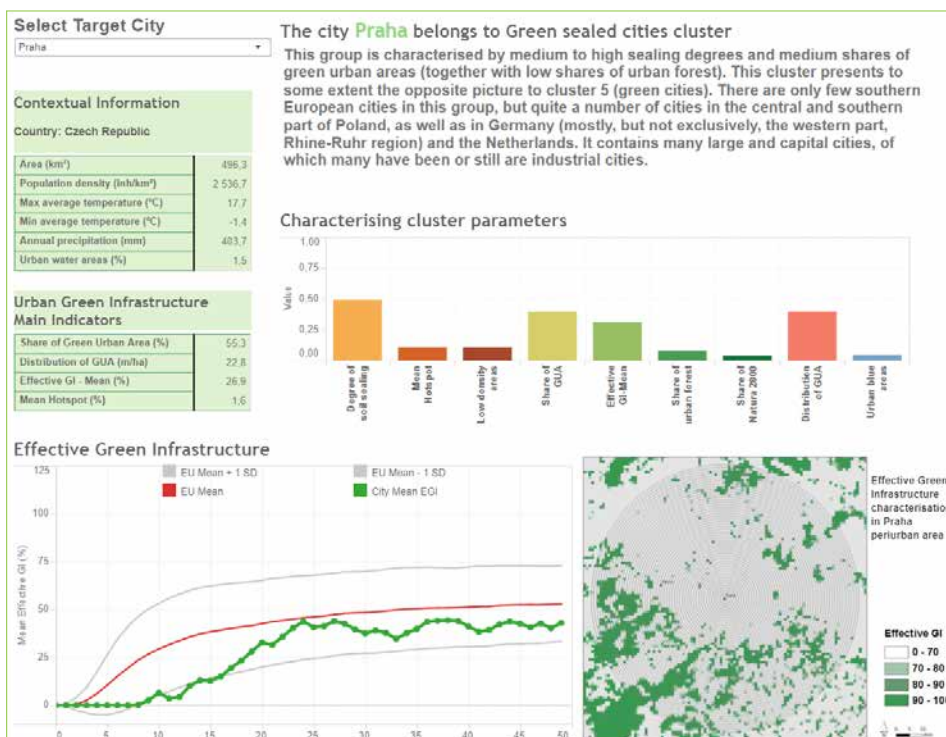 Select Target City
Praha
Contextual Information
Country: Czech Republic
Area (km²) 496,3
Population density (inh/km²) 2 536,7
Max average temperature (ºC) 17,7
Min average temperature (ºC) -1,4
Annual precipitation (mm) 403,7
Urban water areas (%) 1,5
Urban Green Infrastructure
Main Indicators
Share of Green Urban Area (%) 55,3
Distribution of GUA (m/ha) 22,8
Effective GI - Mean (%) 26,9
Mean Hotspot (%) 1,6
The city Praha belongs to Green sealed cities cluster
This group is characterised by medium to high sealing degrees and medium shares of
green urban areas (together with low shares of urban forest). This cluster presents to
some extent the opposite picture to cluster 5 (green cities). There are only few southern
European cities in this group, but quite a number of cities in the central and southern
part of Poland, as well as in Germany (mostly, but not exclusively, the western part,
Rhine-Ruhr region) and the Netherlands. It contains many large and capital cities, of
which many have been or still are industrial cities.
Characterising cluster parameters
Value
1.00
0.75
0.50
0.25
0.00
Degree of
soil sealing
Mean
Hotspot
Low density
areas
Share of
GUA
Effective
GI-Mean
Share of
urban forest
Share of
Natura 2000
Distribution
of GUA
Urban blue
areas
Effective Green Infrastructure
EU Mean + 1 SD
EU Mean - 1 SD
EU Mean
City Mean EGI
Mean Effective GI (%)
125
100
75
50
25
0
0 5 10 15 20 25 30 35 40 45 50
Effective Green
Infrastructure
characterisation
in Praha
periurban area
Effective GI
0 - 70
70 - 80
80 - 90
90 - 100